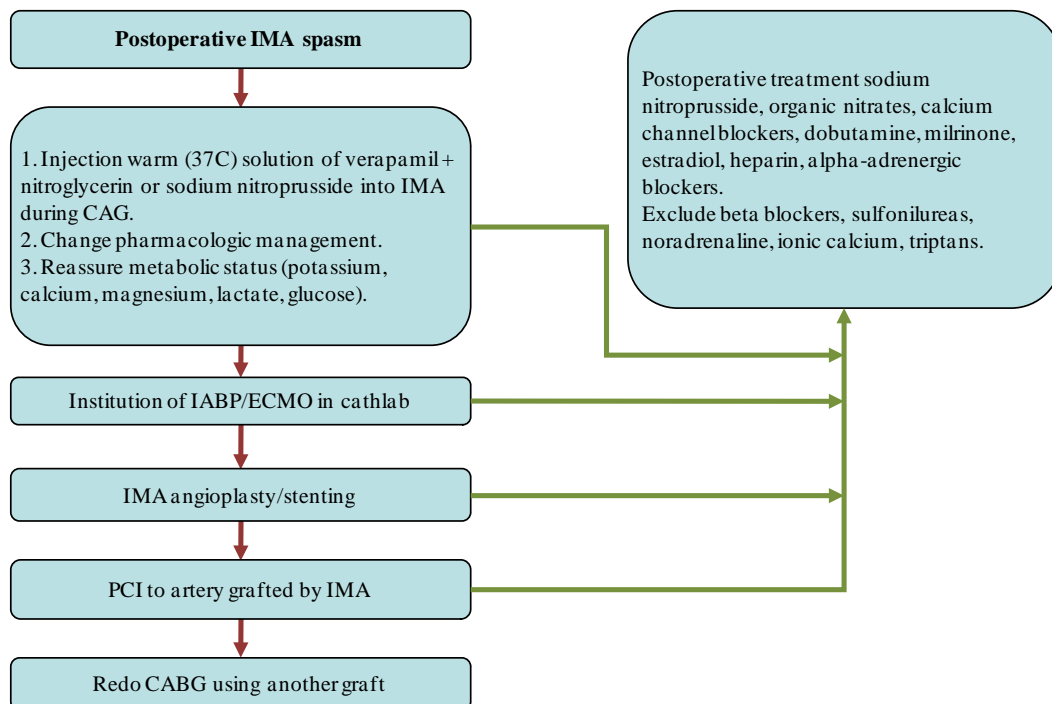 Postoperative IMA spasm
1. Injection warm (37C) solution of verapamil +
nitroglycerin or sodium nitroprusside into IMA
during CAG.
2. Change pharmacologic management.
3. Reassure metabolic status (potassium,
calcium, magnesium, lactate, glucose).
Institution of IABP/ECMO in cathlab
IMA angioplasty/stenting
PCI to artery grafted by IMA
Redo CABG using another graft
Postoperative treatment sodium
nitroprusside, organic nitrates, calcium
channel blockers, dobutamine, milrinone,
estradiol, heparin, alpha-adrenergic
blockers.
Exclude beta blockers, sulfonilureas,
noradrenaline, ionic calcium, triptans.